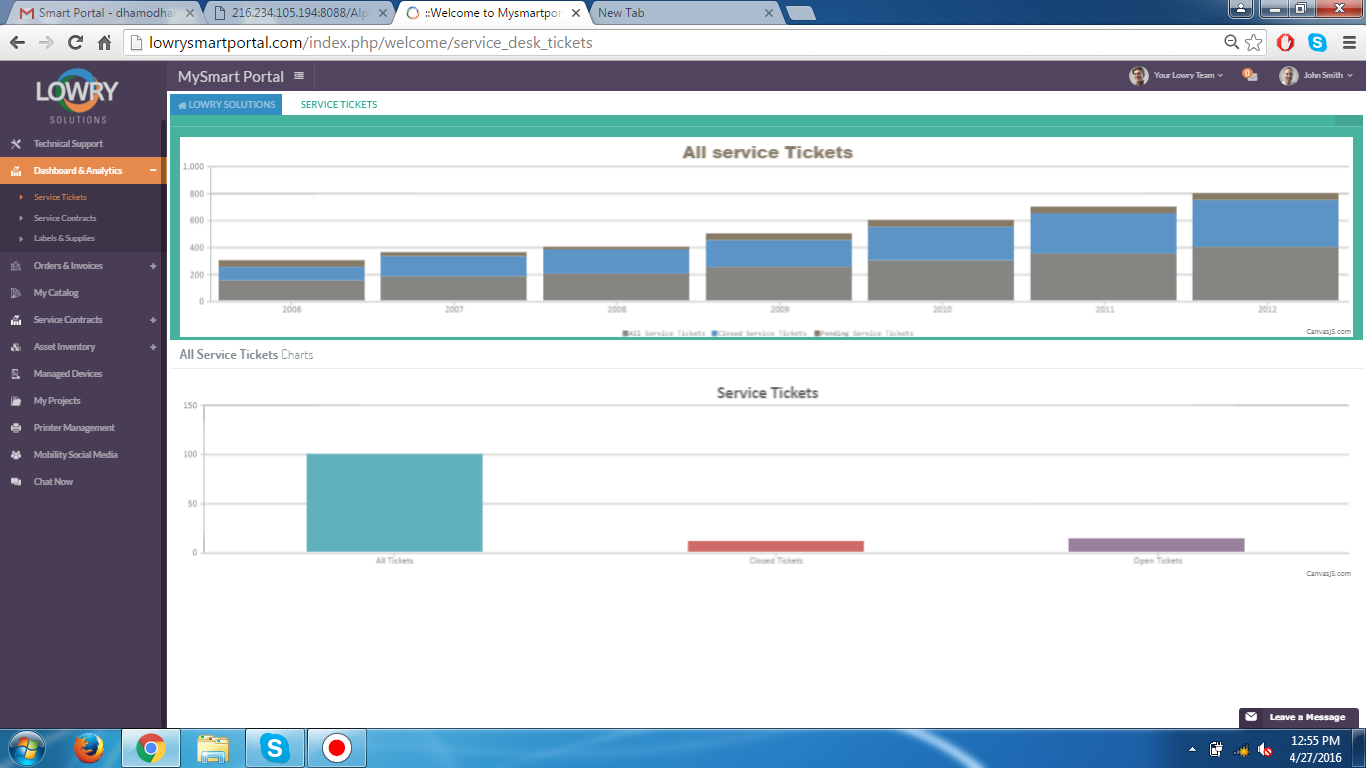 Smart Portal - dhamodhar
216.234.105.194:8088/Alp
::Welcome to Mysmartpor
New Tab
lowrysmartportal.com/index.php/welcome/service_desk_tickets
LOWRY
SOLUTIONS
MySmart Portal
Your Lowry Team
0
John Smith
LOWRY SOLUTIONS
SERVICE TICKETS
Technical Support
Dashboard & Analytics
Service Tickets
Service Contracts
Labels & Supplies
Orders & Invoices
My Catalog
Service Contracts
Asset Inventory
Managed Devices
My Projects
Printer Management
Mobility Social Media
Chat Now
All service Tickets
1,000
800
600
400
200
0
2006 2007 2008 2009 2010 2011 2012
All Service Tickets Closed Service Tickets Pending Service Tickets
CanvasJS.com
All Service Tickets Charts
Service Tickets
150
100
50
0
All Tickets Closed Tickets Open Tickets
CanvasJS.com
Leave a Message
12:55 PM
4/27/2016